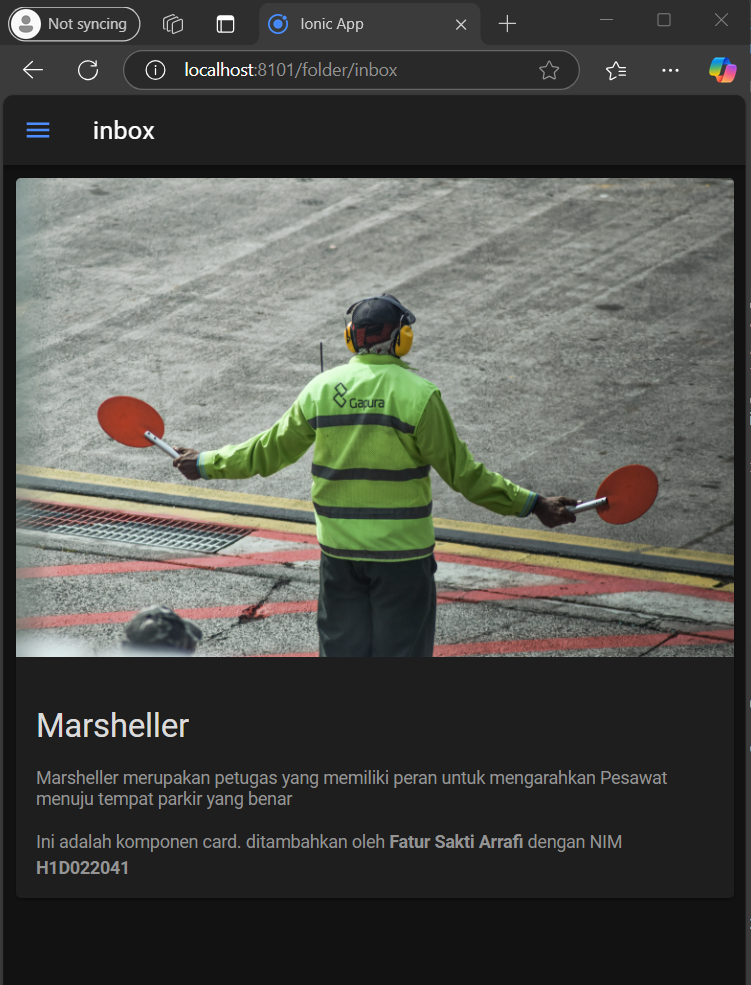 Not syncing
Ionic App
localhost:8101/folder/inbox
inbox
Gapura
Marsheller
Marsheller merupakan petugas yang memiliki peran untuk mengarahkan Pesawat
menuju tempat parkir yang benar
Ini adalah komponen card. ditambahkan oleh Fatur Sakti Arrafi dengan NIM
H1D022041